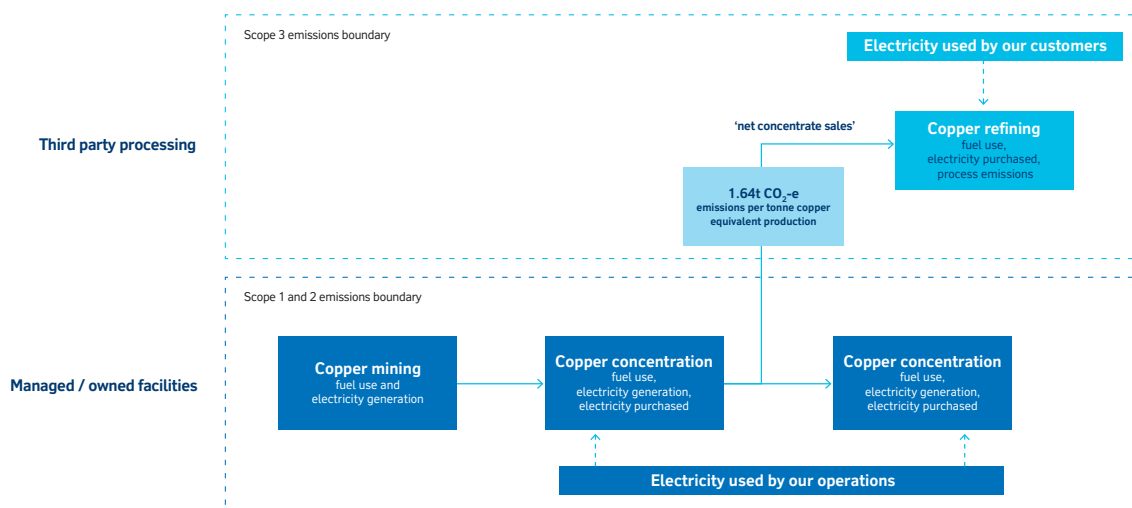 Scope 3 emissions boundary
Electricity used by our customers
Third party processing
'net concentrate sales'
Copper refining
fuel use,
electricity purchased,
process emissions
1.64t CO₂-e
emissions per tonne copper
equivalent production
Scope 1 and 2 emissions boundary
Managed / owned facilities
Copper mining
fuel use and
electricity generation
Copper concentration
fuel use,
electricity generation,
electricity purchased
Copper concentration
fuel use,
electricity generation,
electricity purchased
Electricity used by our operations